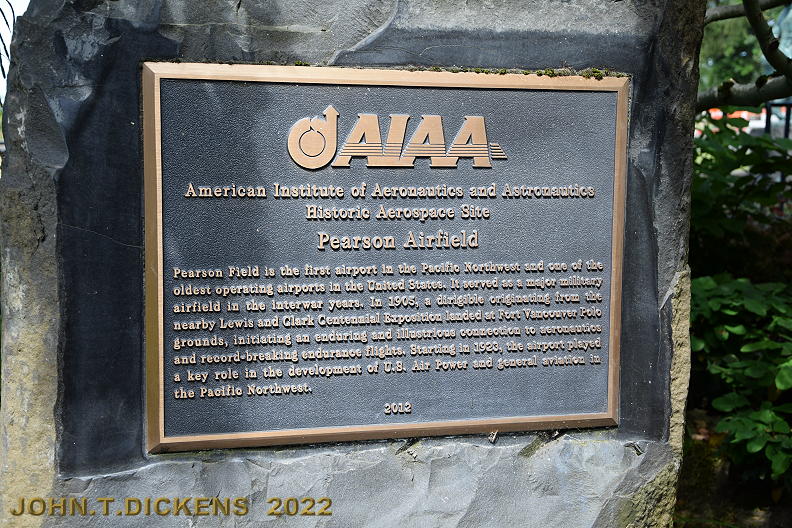 AIAA
American Institute of Aeronautics and Astronautics
Historic Aerospace Site
Pearson Airfield
Pearson Field is the first airport in the Pacific Northwest and one of the
oldest operating airports in the United States. It served as a major military
airfield in the interwar years. In 1905, a dirigible originating from the
nearby Lewis and Clark Centennial Exposition landed at Fort Vancouver Polo
grounds, initiating an enduring and illustrious connection to aeronautics
and record-breaking endurance flights. Starting in 1923, the airport played
a key role in the development of U.S. Air Power and general aviation in
the Pacific Northwest.
2012
JOHN.T.DICKENS 2022